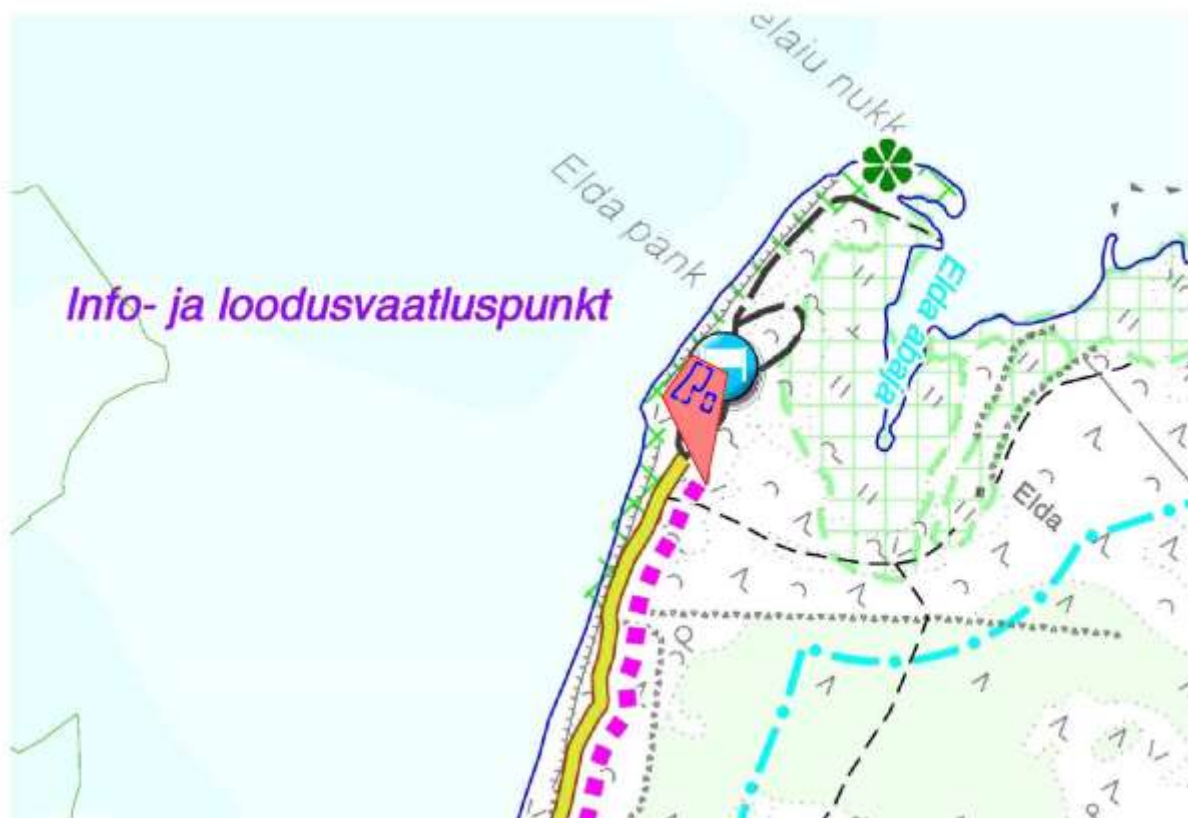 elaiu nukk
Elda pank
Info- ja loodusvaatluspunkt
Elda abaja
Elda